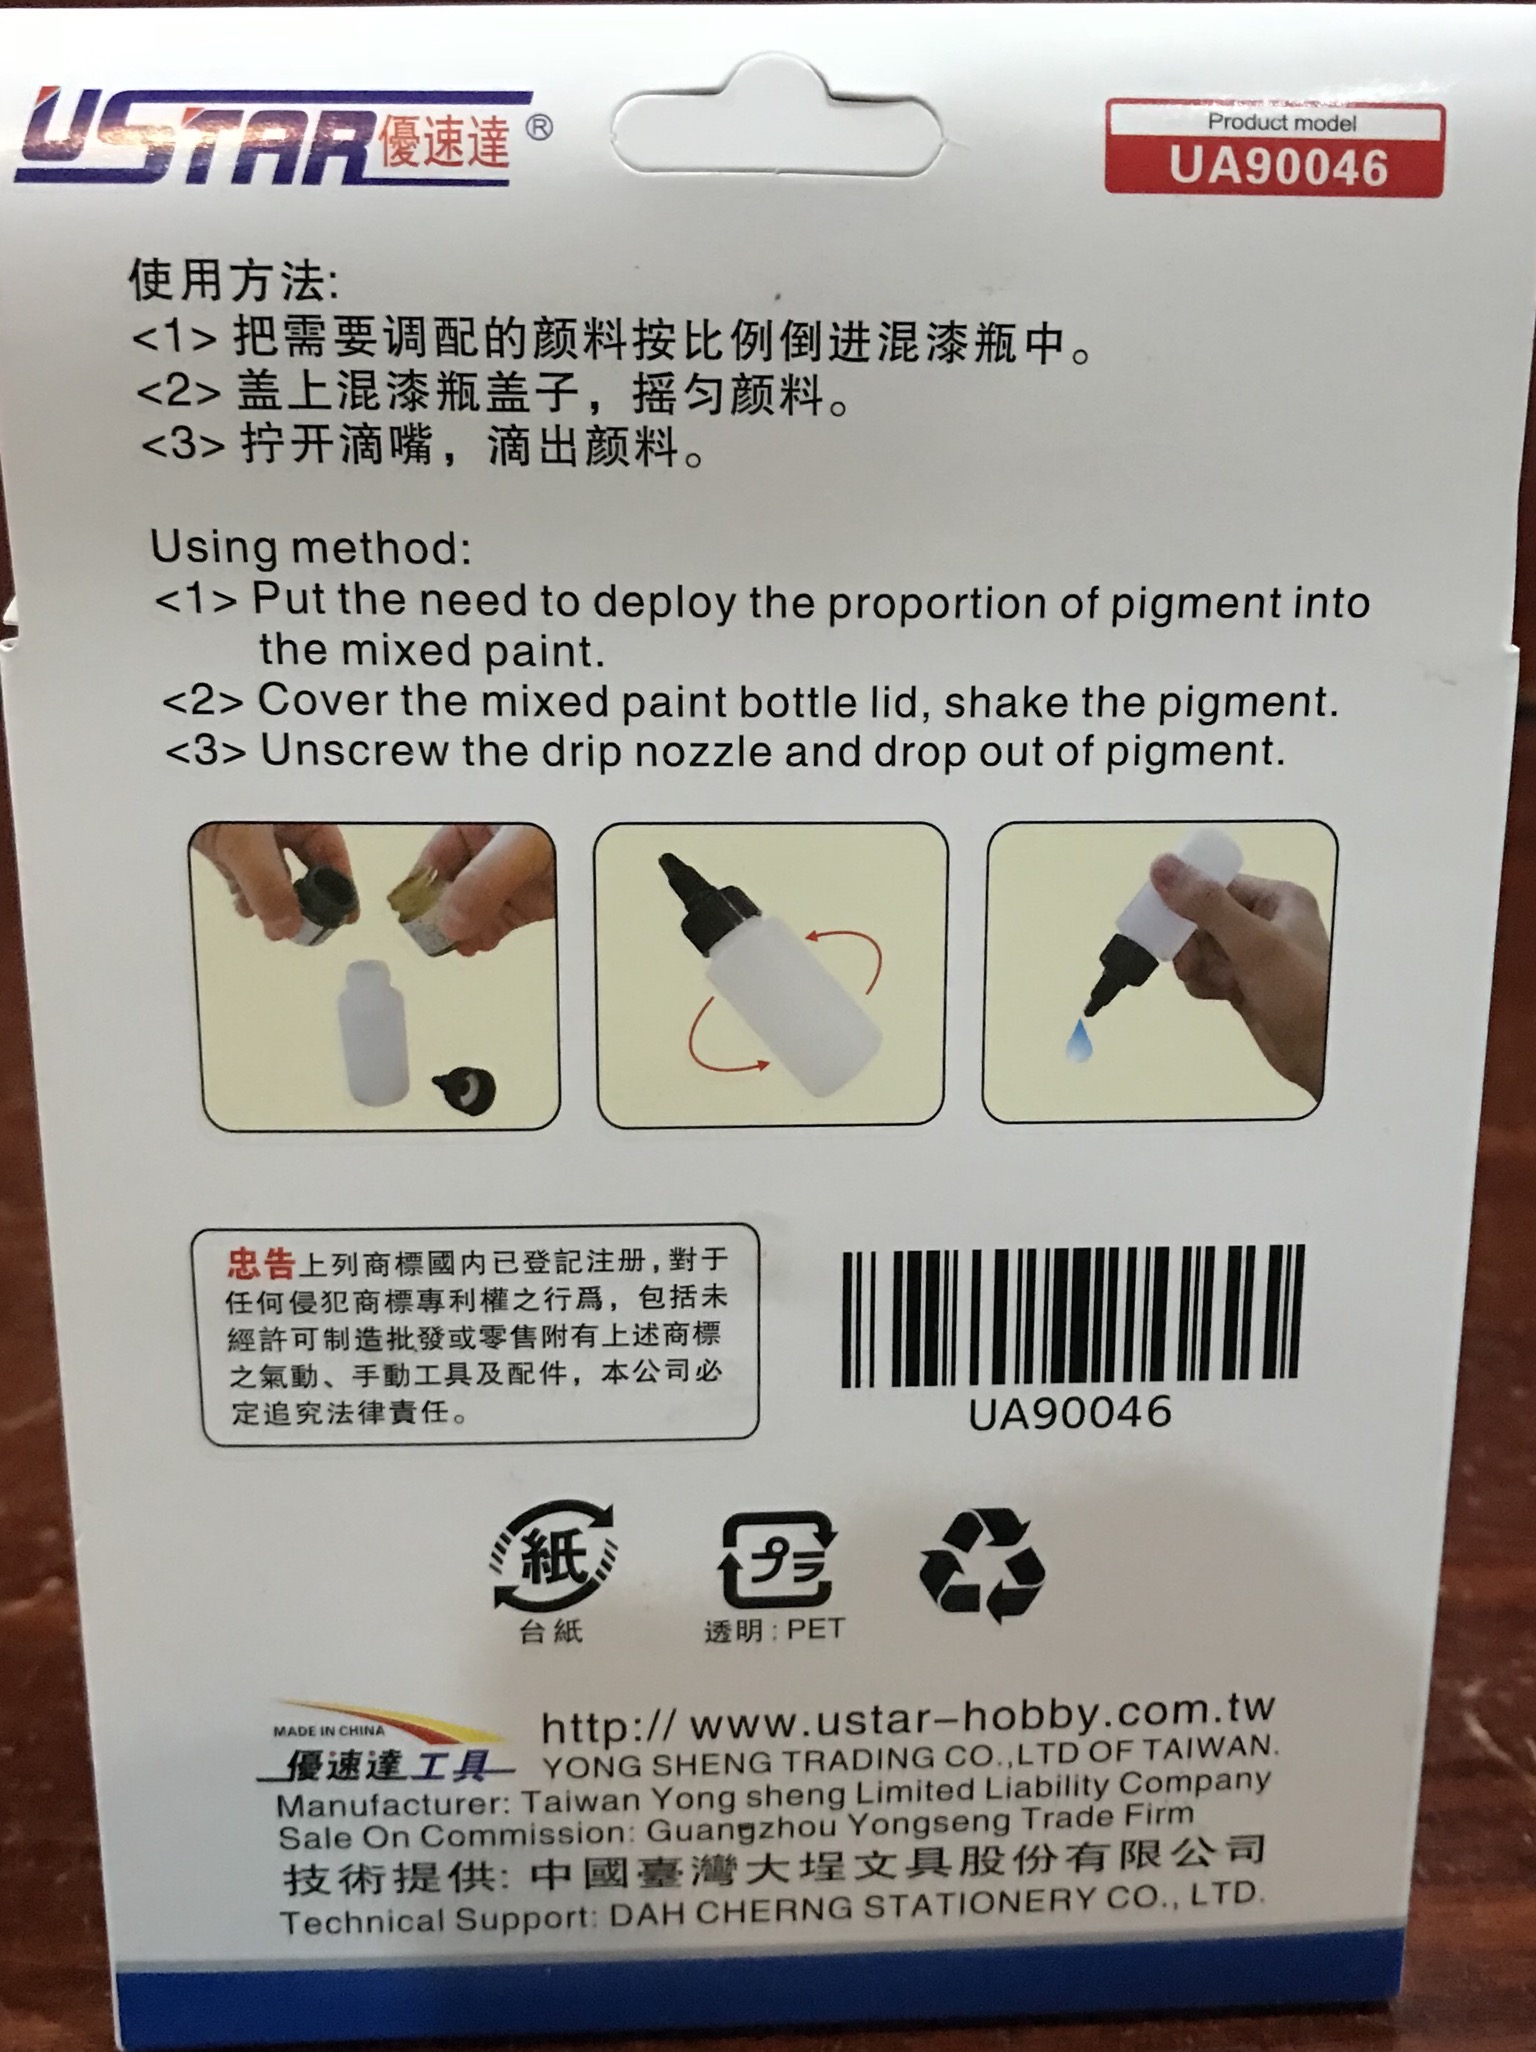 USTAR優速達®
Product model
UA90046
使用方法:
<1> 把需要调配的颜料按比例倒进混漆瓶中。
<2> 盖上混漆瓶盖子，摇匀颜料。
<3> 拧开滴嘴，滴出颜料。
Using method:
<1> Put the need to deploy the proportion of pigment into
the mixed paint.
<2> Cover the mixed paint bottle lid, shake the pigment.
<3> Unscrew the drip nozzle and drop out of pigment.
忠告上列商標國内已登記注册，對于
任何侵犯商標專利權之行爲，包括未
經許可制造批發或零售附有上述商標
之氣動、手動工具及配件，本公司必
定追究法律責任。
UA90046
紙
台紙
プラ
透明:PET
MADE IN CHINA
優速達工具
http://www.ustar-hobby.com.tw
YONG SHENG TRADING CO.,LTD OF TAIWAN.
Manufacturer: Taiwan Yong sheng Limited Liability Company
Sale On Commission: Guangzhou Yongseng Trade Firm
技術提供: 中國臺灣大埕文具股份有限公司
Technical Support: DAH CHERNG STATIONERY CO., LTD.